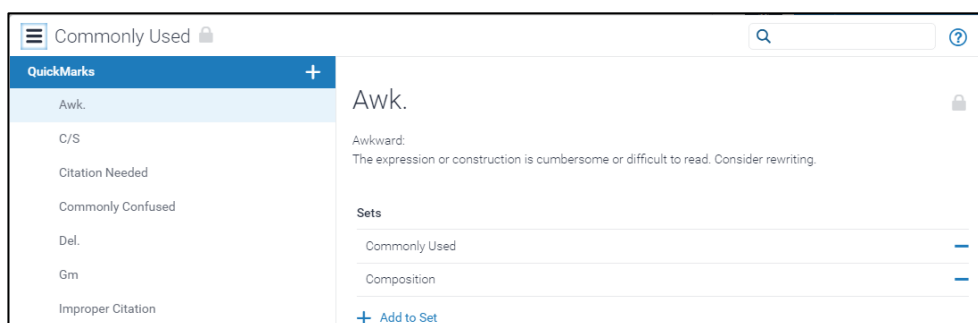 Commonly Used
QuickMarks +
Awk.
C/S
Citation Needed
Commonly Confused
Del.
Gm
Improper Citation
Awk.
Awkward:
The expression or construction is cumbersome or difficult to read. Consider rewriting.
Sets
Commonly Used
Composition
+ Add to Set